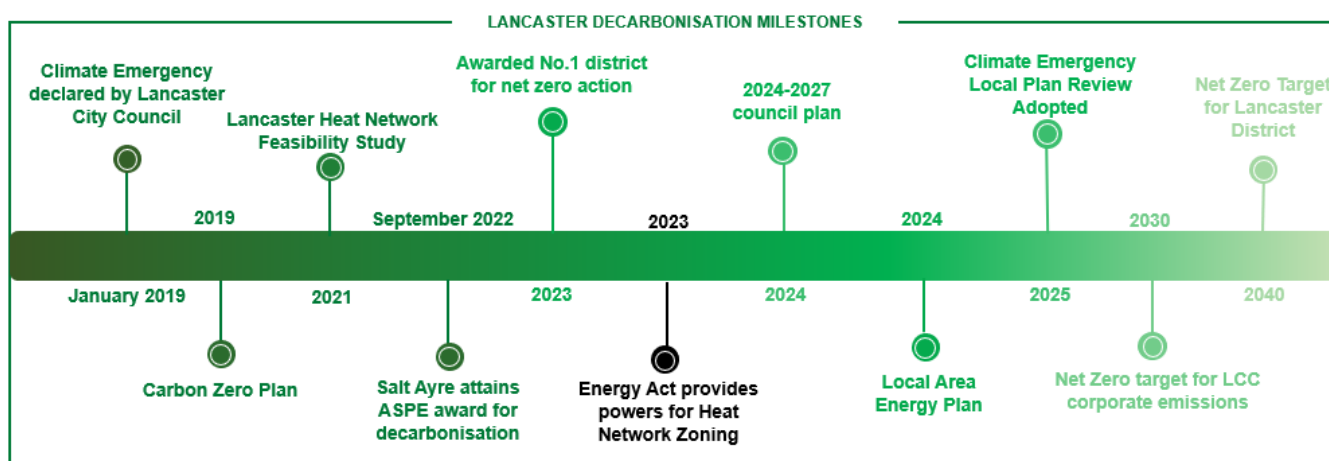 LANCASTER DECARBONISATION MILESTONES
Climate Emergency
declared by Lancaster
City Council
January 2019
2019
Carbon Zero Plan
Lancaster Heat Network
Feasibility Study
2021
September 2022
Salt Ayre attains
ASPE award for
decarbonisation
Awarded No.1 district
for net zero action
2023
2023
Energy Act provides
powers for Heat
Network Zoning
2024-2027
council plan
2024
2024
Local Area
Energy Plan
Climate Emergency
Local Plan Review
Adopted
2025
2030
Net Zero target for LCC
corporate emissions
Net Zero Target
for Lancaster
District
2040